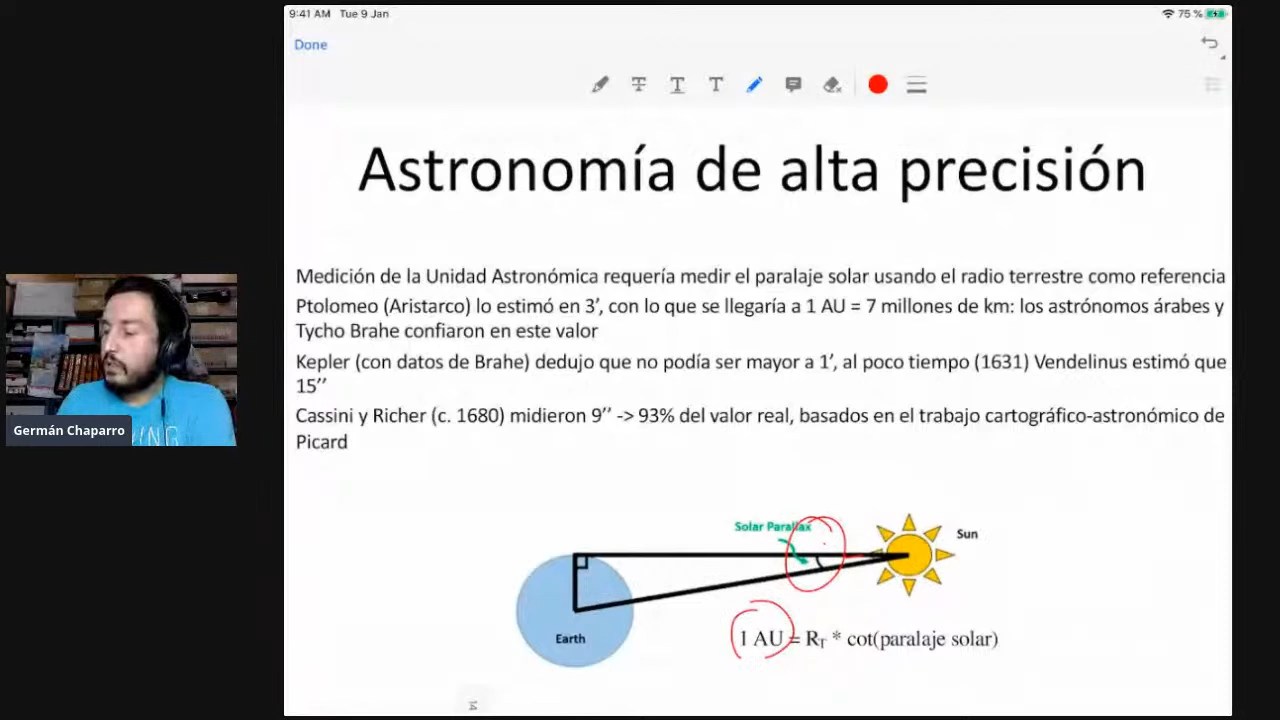 9:41 AM Tue 9 Jan
75 %
Done
Astronomía de alta precisión
Medición de la Unidad Astronómica requería medir el paralaje solar usando el radio terrestre como referencia
Ptolomeo (Aristarco) lo estimó en 3’, con lo que se llegaría a 1 AU = 7 millones de km: los astrónomos árabes y
Tycho Brahe confiaron en este valor
Kepler (con datos de Brahe) dedujo que no podía ser mayor a 1’, al poco tiempo (1631) Vendelinus estimó que
15’’
Cassini y Richer (c. 1680) midieron 9’’ -> 93% del valor real, basados en el trabajo cartográfico-astronómico de
Picard
Germán Chaparro
Solar Parallax
Sun
Earth
1 AU = R_T * cot(paralaje solar)
14